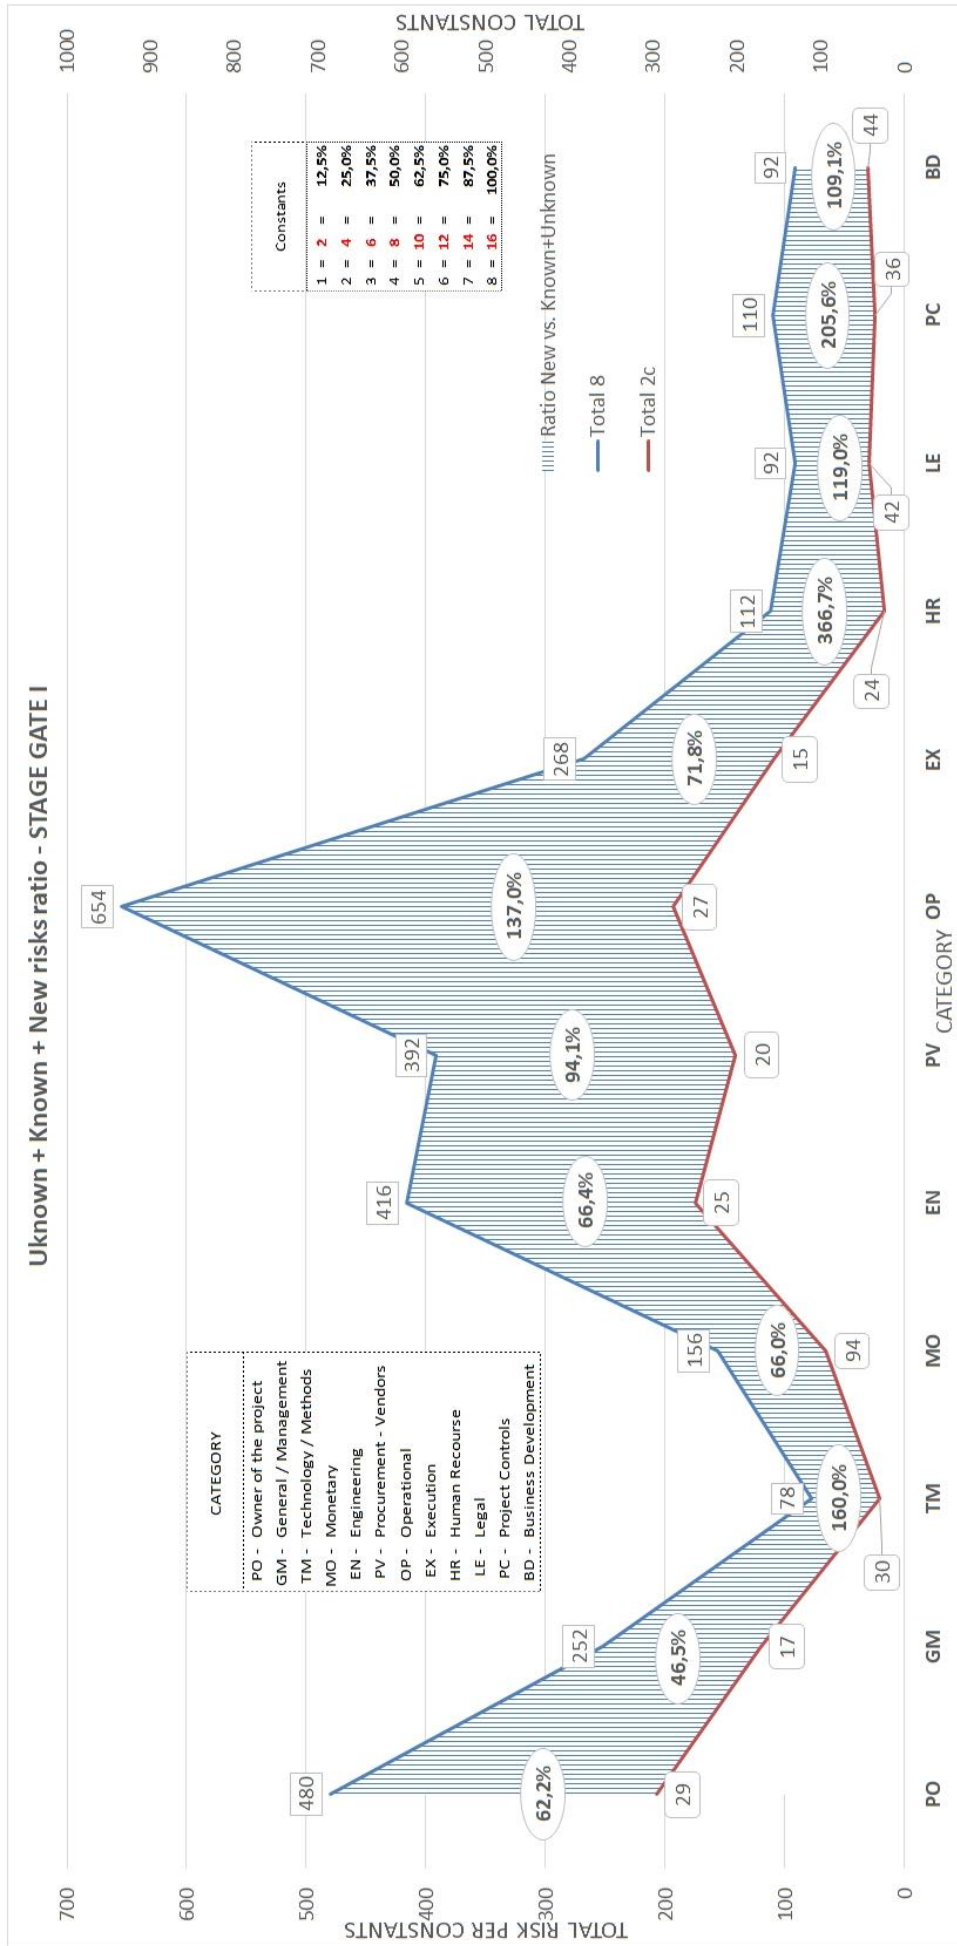 Uknown + Known + New risks ratio - STAGE GATE I
TOTAL RISK PER CONSTANTS
700
600
500
400
300
200
100
0
TOTAL CONSTANTS
1000
900
800
700
600
500
400
300
200
100
0
CATEGORY
PO - Owner of the project
GM - General / Management
TM - Technology / Methods
MO - Monetary
EN - Engineering
PV - Procurement - Vendors
OP - Operational
EX - Execution
HR - Human Recourse
LE - Legal
PC - Project Controls
BD - Business Development
Constants
1 = 2 = 12,5%
2 = 4 = 25,0%
3 = 6 = 37,5%
4 = 8 = 50,0%
5 = 10 = 62,5%
6 = 12 = 75,0%
7 = 14 = 87,5%
8 = 16 = 100,0%
Ratio New vs. Known+Unknown
Total 8
Total 2c
480
252
78
156
416
392
654
268
112
92
110
92
62,2%
46,5%
160,0%
66,0%
66,4%
94,1%
137,0%
71,8%
366,7%
119,0%
205,6%
109,1%
29
17
30
94
25
20
27
15
24
42
36
44
PO
GM
TM
MO
EN
PV
OP
EX
HR
LE
PC
BD
CATEGORY